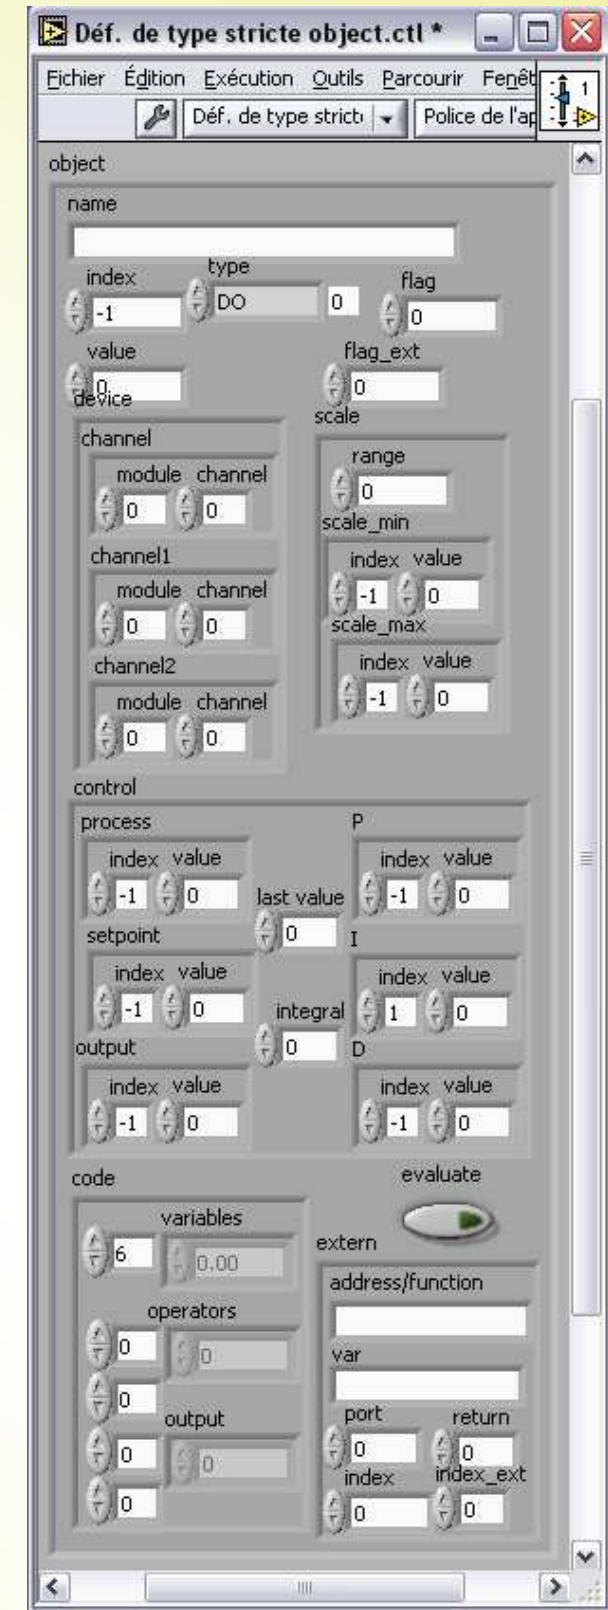 Déf. de type stricte object.ctl *
Fichier Édition Exécution Outils Parcourir Fenêt
1
Déf. de type stricte Police de l'ap
object
name
index type flag
-1 DO 0 0
value flag_ext
0 0
device scale
channel range
module channel 0
0 0
scale_min
channel1 index value
module channel -1 0
0 0
scale_max
channel2 index value
module channel -1 0
0 0
control
process P
index value index value
-1 0 last value -1 0
setpoint 0 I
index value index value
-1 0 integral 1 0
output 0 D
index value index value
-1 0 -1 0
code evaluate
variables extern
6 0.00 address/function
operators
0 0 var
0
output port return
0 0 0 0
index index_ext
0 0 0